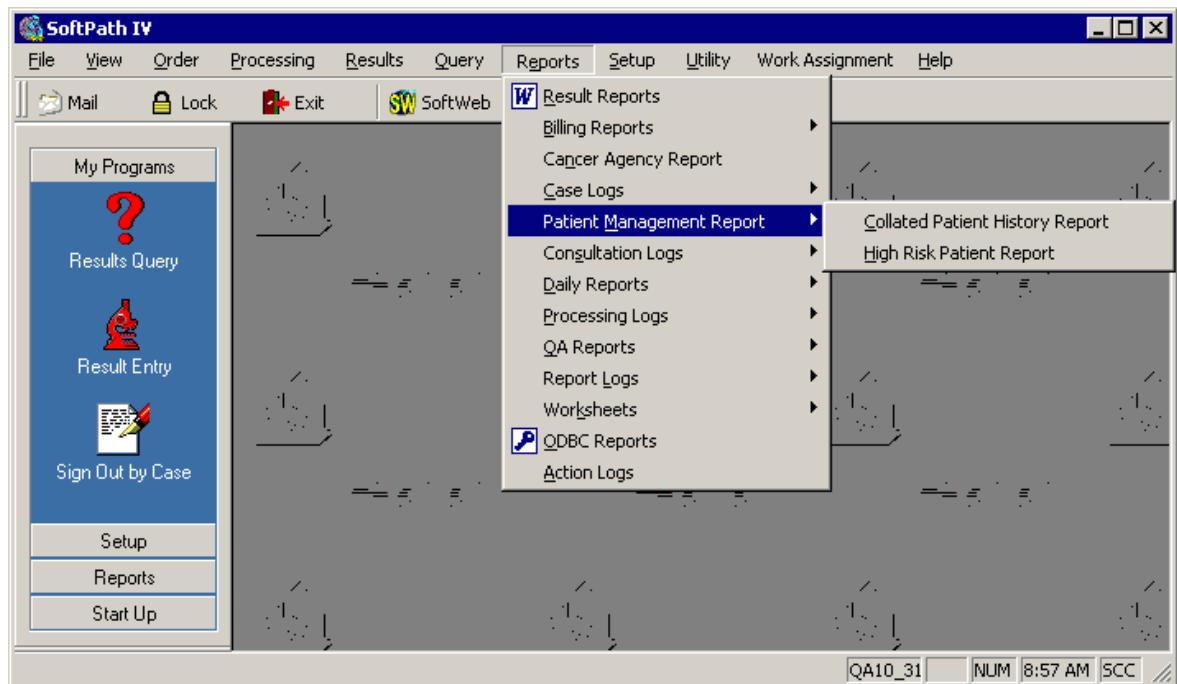 SoftPath IV
File View Order Processing Results Query Reports Setup Utility Work Assignment Help
Mail Lock Exit SW SoftWeb
W Result Reports
Billing Reports
Cancer Agency Report
Case Logs
Patient Management Report
Consultation Logs
Daily Reports
Processing Logs
QA Reports
Report Logs
Worksheets
ODBC Reports
Action Logs
Collated Patient History Report
High Risk Patient Report
My Programs
Results Query
Result Entry
Sign Out by Case
Setup
Reports
Start Up
QA10_31 NUM 8:57 AM SCC